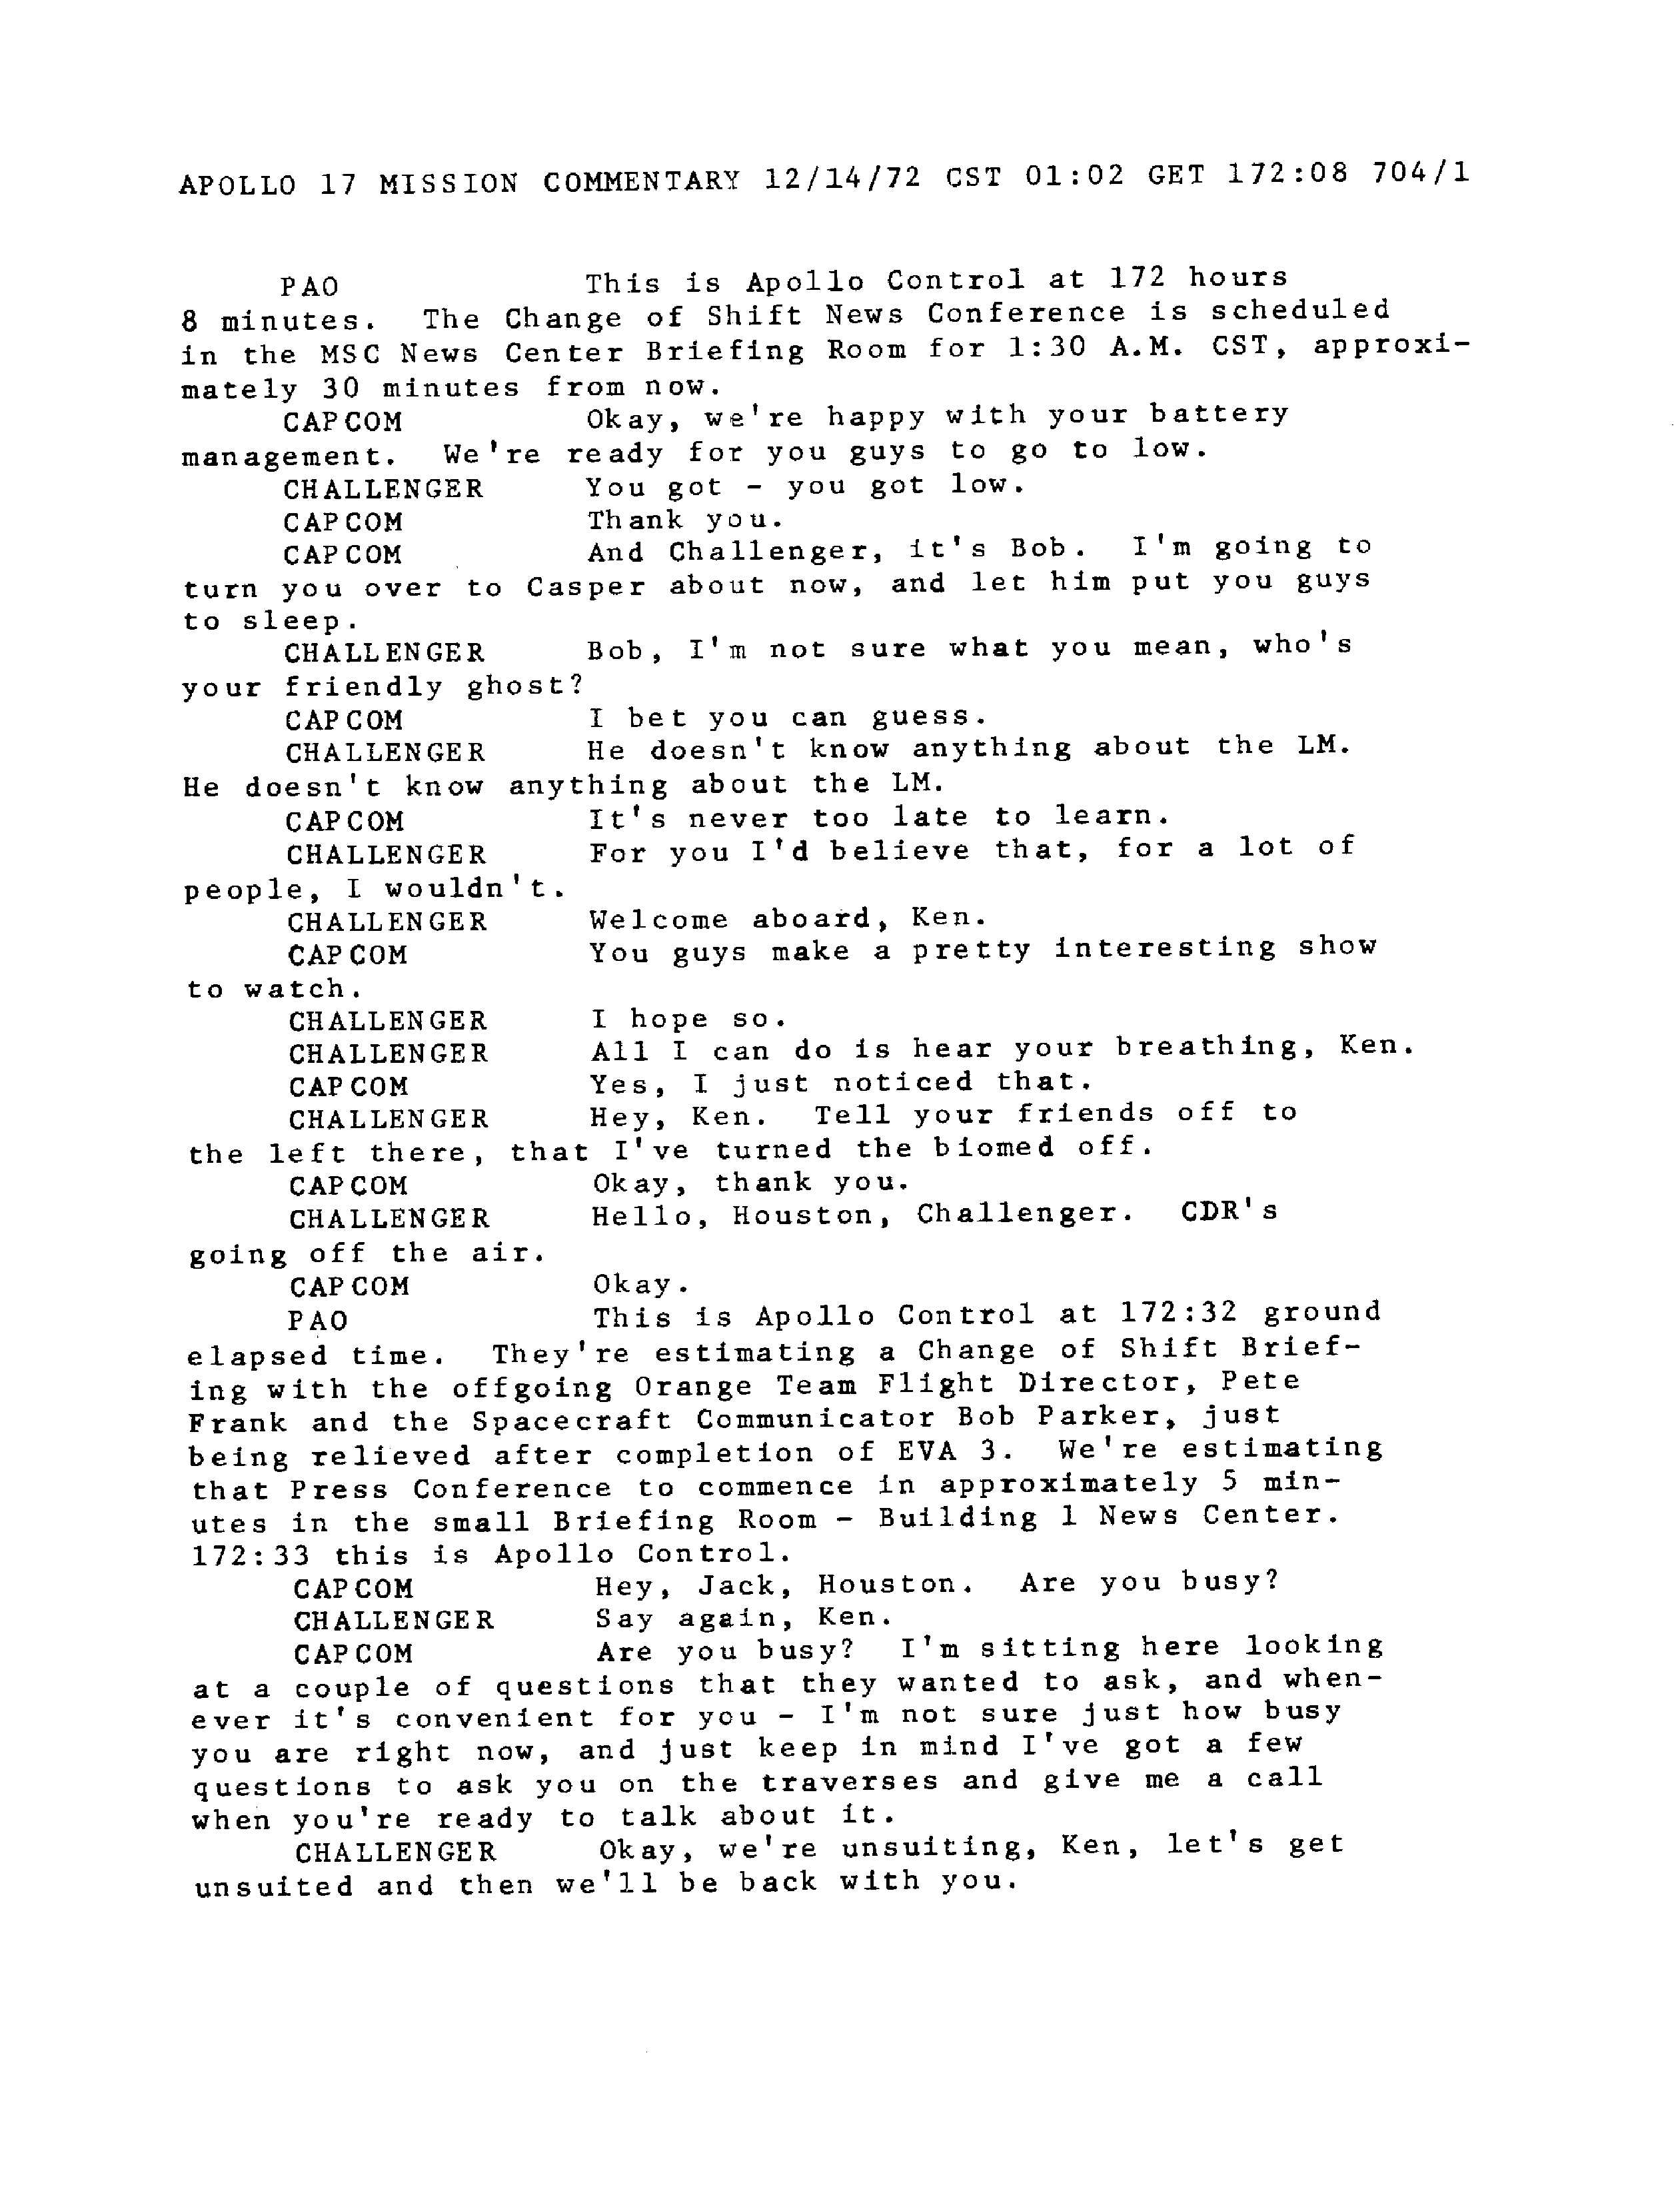 APOLLO 17 MISSION COMMENTARY 12/14/72 CST 01:02 GET 172:08 704/1
PAO This is Apollo Control at 172 hours
8 minutes. The Change of Shift News Conference is scheduled
in the MSC News Center Briefing Room for 1:30 A.M. CST, approxi-
mately 30 minutes from now.
CAPCOM Okay, we're happy with your battery
management. We're ready for you guys to go to low.
CHALLENGER You got - you got low.
CAPCOM Thank you.
CAPCOM And Challenger, it's Bob. I'm going to
turn you over to Casper about now, and let him put you guys
to sleep.
CHALLENGER Bob, I'm not sure what you mean, who's
your friendly ghost?
CAPCOM I bet you can guess.
CHALLENGER He doesn't know anything about the LM.
He doesn't know anything about the LM.
CAPCOM It's never too late to learn.
CHALLENGER For you I'd believe that, for a lot of
people, I wouldn't.
CHALLENGER Welcome aboard, Ken.
CAPCOM You guys make a pretty interesting show
to watch.
CHALLENGER I hope so.
CHALLENGER All I can do is hear your breathing, Ken.
CAPCOM Yes, I just noticed that.
CHALLENGER Hey, Ken. Tell your friends off to
the left there, that I've turned the biomed off.
CAPCOM Okay, thank you.
CHALLENGER Hello, Houston, Challenger. CDR's
going off the air.
CAPCOM Okay.
PAO This is Apollo Control at 172:32 ground
elapsed time. They're estimating a Change of Shift Brief-
ing with the offgoing Orange Team Flight Director, Pete
Frank and the Spacecraft Communicator Bob Parker, just
being relieved after completion of EVA 3. We're estimating
that Press Conference to commence in approximately 5 min-
utes in the small Briefing Room - Building 1 News Center.
172:33 this is Apollo Control.
CAPCOM Hey, Jack, Houston. Are you busy?
CHALLENGER Say again, Ken.
CAPCOM Are you busy? I'm sitting here looking
at a couple of questions that they wanted to ask, and when-
ever it's convenient for you - I'm not sure just how busy
you are right now, and just keep in mind I've got a few
questions to ask you on the traverses and give me a call
when you're ready to talk about it.
CHALLENGER Okay, we're unsuiting, Ken, let's get
unsuited and then we'll be back with you.